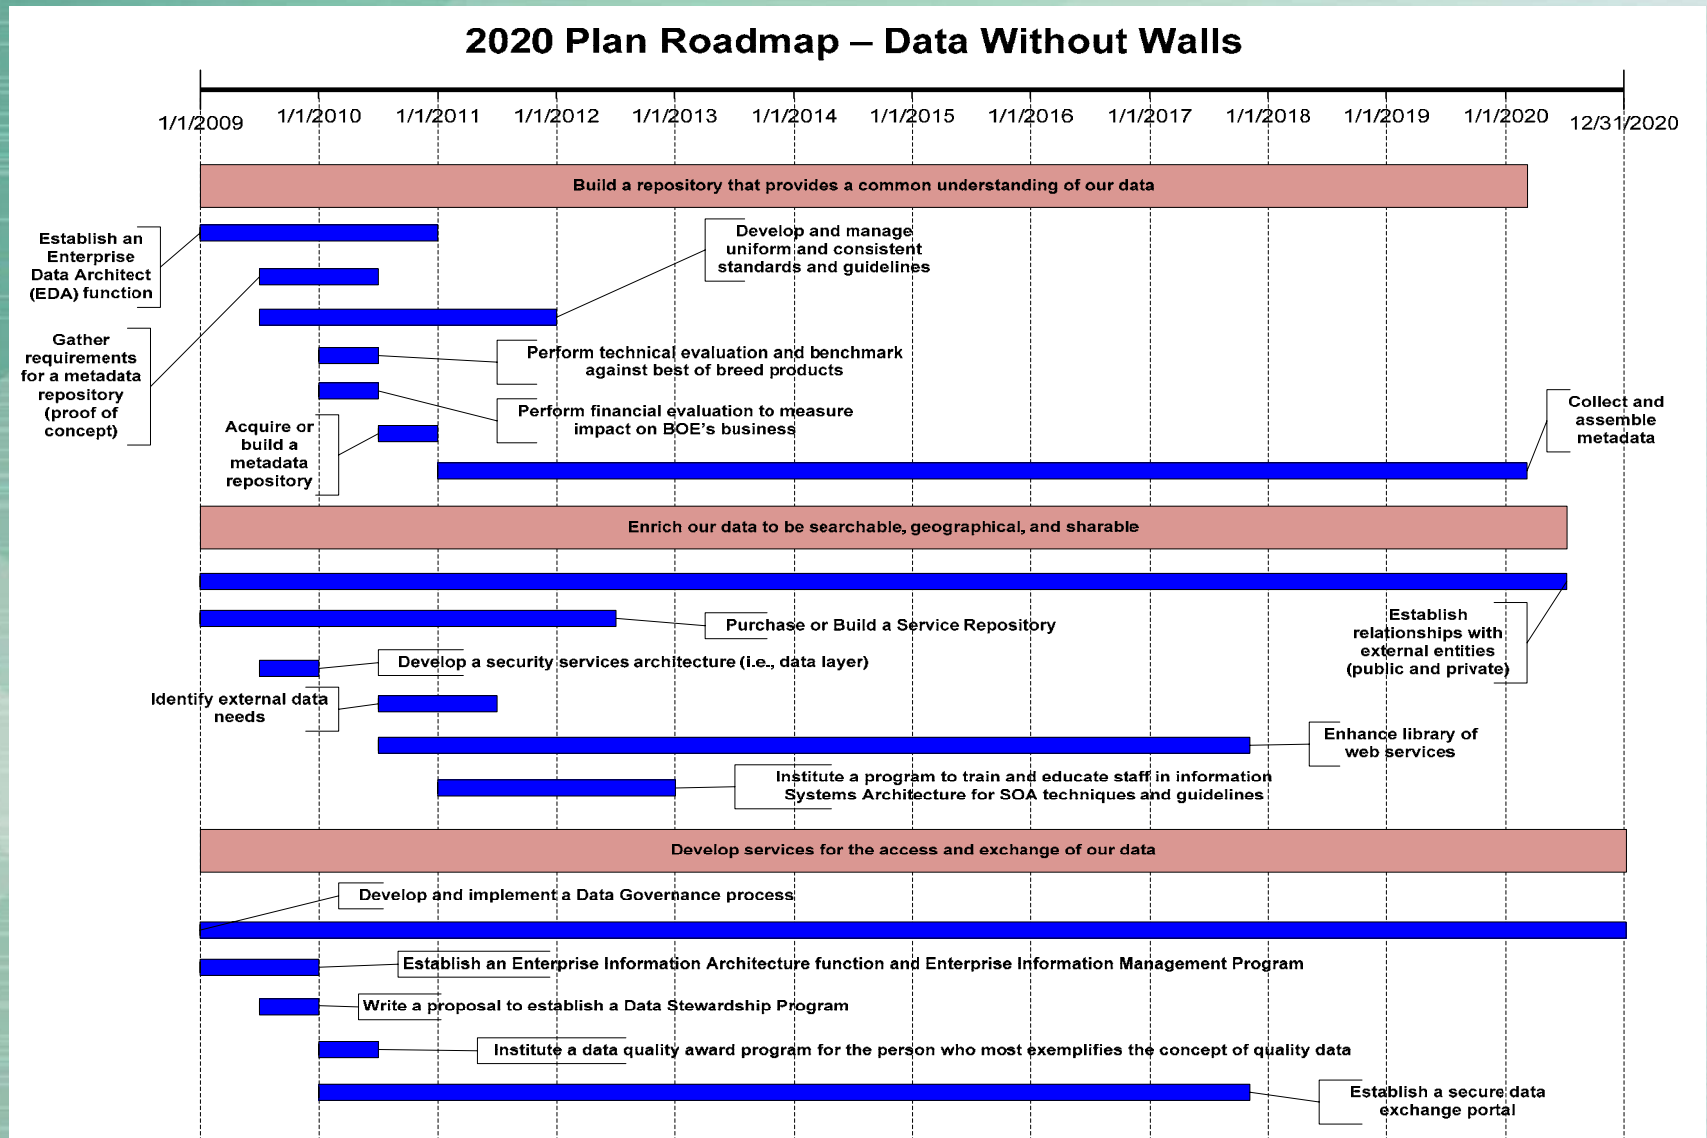 2020 Plan Roadmap – Data Without Walls
1/1/2009
1/1/2010
1/1/2011
1/1/2012
1/1/2013
1/1/2014
1/1/2015
1/1/2016
1/1/2017
1/1/2018
1/1/2019
1/1/2020
12/31/2020
Build a repository that provides a common understanding of our data
Establish an
Enterprise
Data Architect
(EDA) function
Develop and manage
uniform and consistent
standards and guidelines
Gather
requirements
for a metadata
repository
(proof of
concept)
Perform technical evaluation and benchmark
against best of breed products
Perform financial evaluation to measure
impact on BOE's business
Acquire or
build a
metadata
repository
Collect and
assemble
metadata
Enrich our data to be searchable, geographical, and sharable
Establish
relationships with
external entities
(public and private)
Purchase or Build a Service Repository
Develop a security services architecture (i.e., data layer)
Identify external data
needs
Enhance library of
web services
Institute a program to train and educate staff in information
Systems Architecture for SOA techniques and guidelines
Develop services for the access and exchange of our data
Develop and implement a Data Governance process
Establish an Enterprise Information Architecture function and Enterprise Information Management Program
Write a proposal to establish a Data Stewardship Program
Institute a data quality award program for the person who most exemplifies the concept of quality data
Establish a secure data
exchange portal